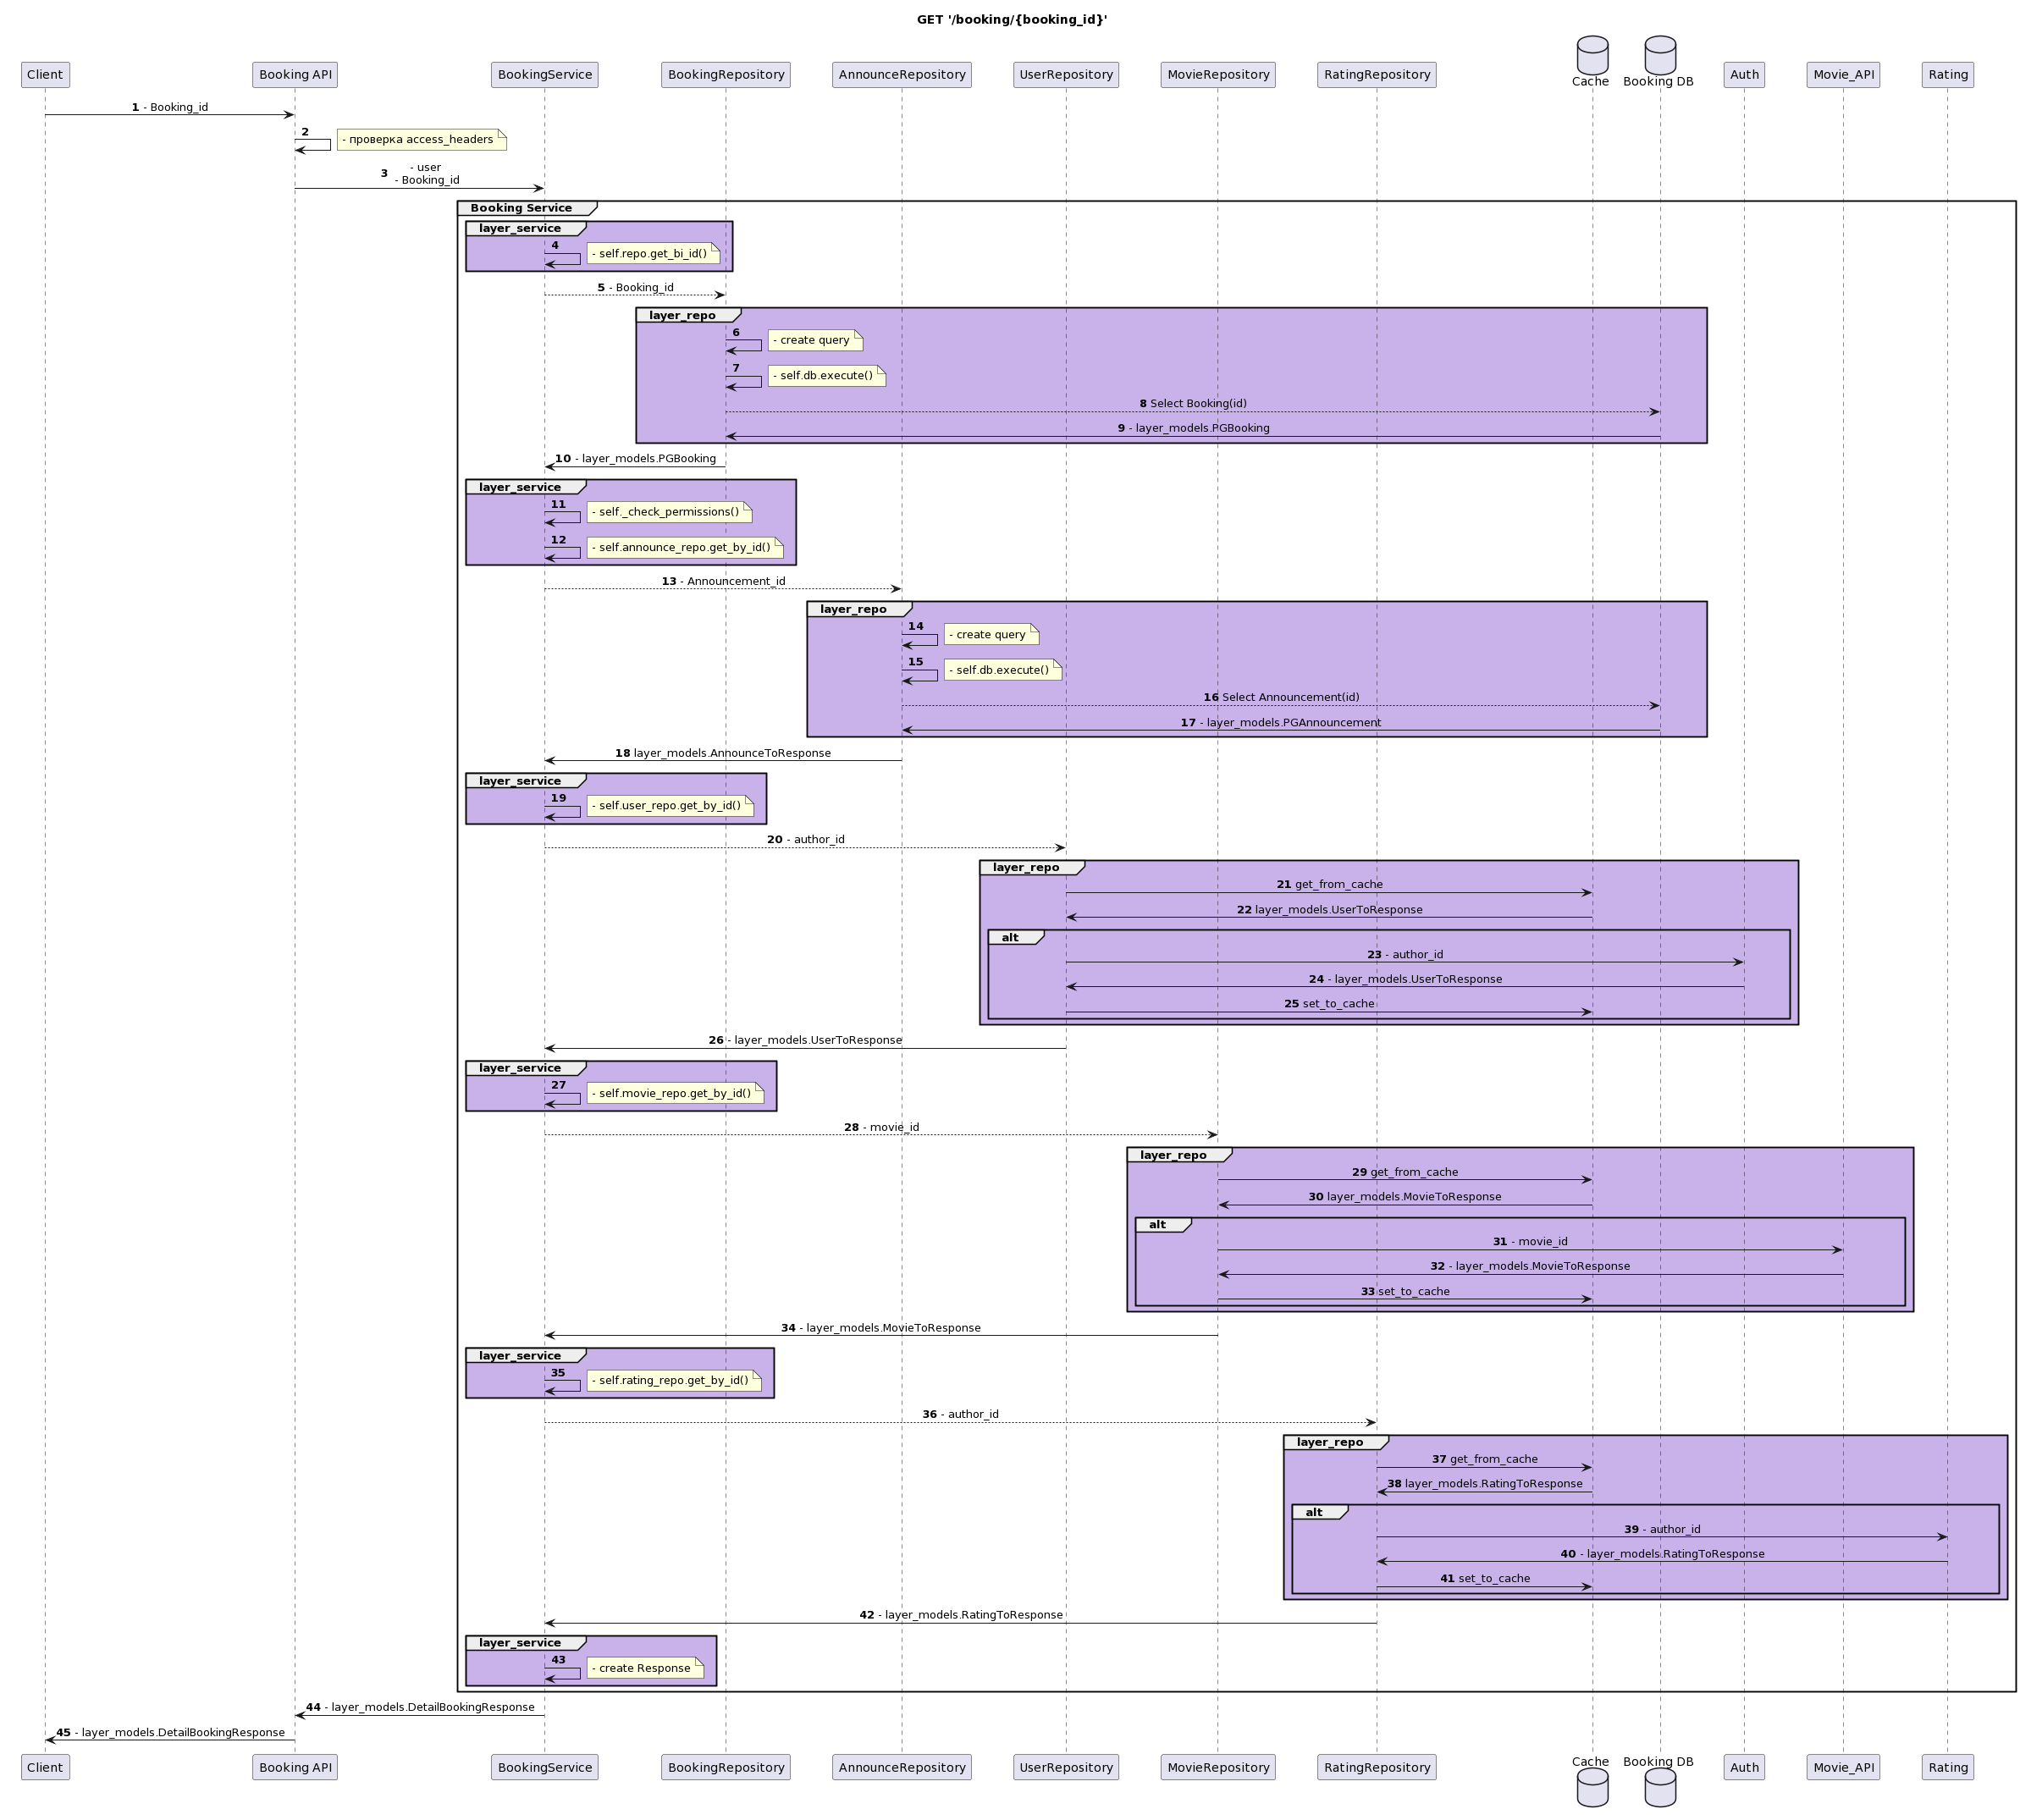 GET '/booking/{booking_id}'
Client
Booking API
BookingService
BookingRepository
AnnounceRepository
UserRepository
MovieRepository
RatingRepository
Cache
Booking DB
Auth
Movie_API
Rating
1 - Booking_id
2
- проверка access_headers
3 - user
- Booking_id
Booking Service
layer_service
4
- self.repo.get_bi_id()
5 - Booking_id
layer_repo
6
- create query
7
- self.db.execute()
8 Select Booking(id)
9 - layer_models.PGBooking
10 - layer_models.PGBooking
layer_service
11
- self._check_permissions()
12
- self.announce_repo.get_by_id()
13 - Announcement_id
layer_repo
14
- create query
15
- self.db.execute()
16 Select Announcement(id)
17 - layer_models.PGAnnouncement
18 layer_models.AnnounceToResponse
layer_service
19
- self.user_repo.get_by_id()
20 - author_id
layer_repo
21 get_from_cache
22 layer_models.UserToResponse
alt
23 - author_id
24 - layer_models.UserToResponse
25 set_to_cache
26 - layer_models.UserToResponse
layer_service
27
- self.movie_repo.get_by_id()
28 - movie_id
layer_repo
29 get_from_cache
30 layer_models.MovieToResponse
alt
31 - movie_id
32 - layer_models.MovieToResponse
33 set_to_cache
34 - layer_models.MovieToResponse
layer_service
35
- self.rating_repo.get_by_id()
36 - author_id
layer_repo
37 get_from_cache
38 layer_models.RatingToResponse
alt
39 - author_id
40 - layer_models.RatingToResponse
41 set_to_cache
42 - layer_models.RatingToResponse
layer_service
43
- create Response
44 - layer_models.DetailBookingResponse
45 - layer_models.DetailBookingResponse
Client
Booking API
BookingService
BookingRepository
AnnounceRepository
UserRepository
MovieRepository
RatingRepository
Cache
Booking DB
Auth
Movie_API
Rating